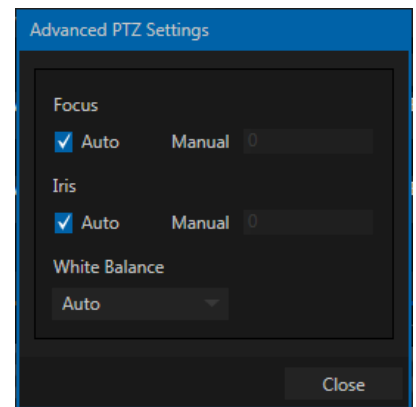 Advanced PTZ Settings
Focus
Auto Manual 0
Iris
Auto Manual 0
White Balance
Auto
Close